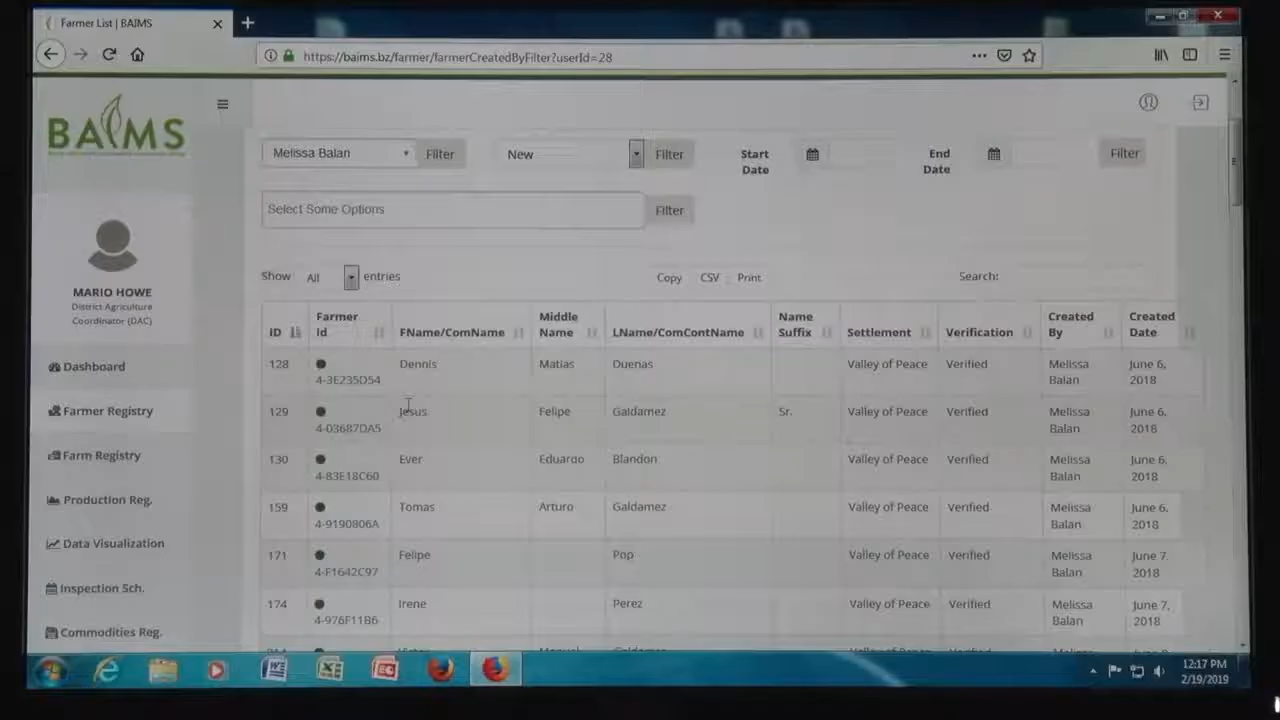 Farmer List | BAIMS
https://baims.bz/farmer/farmerCreatedByFilter?userId=28
BAIMS
Melissa Balan Filter New Filter Start Date End Date Filter
Select Some Options Filter
MARIO HOWE
District Agriculture
Coordinator (DAC)
Dashboard
Farmer Registry
Farm Registry
Production Reg.
Data Visualization
Inspection Sch.
Commodities Reg.
Show All entries Copy CSV Print Search:
ID Farmer Id FName/ComName Middle Name LName/ComContName Name Suffix Settlement Verification Created By Created Date
128 4-3E235D54 Dennis Matias Duenas Valley of Peace Verified Melissa Balan June 6, 2018
129 4-03687DA5 Jesus Felipe Galdamez Sr. Valley of Peace Verified Melissa Balan June 6, 2018
130 4-83E18C60 Ever Eduardo Blandon Valley of Peace Verified Melissa Balan June 6, 2018
159 4-9190806A Tomas Arturo Galdamez Valley of Peace Verified Melissa Balan June 6, 2018
171 4-F1642C97 Felipe Pop Valley of Peace Verified Melissa Balan June 7, 2018
174 4-976F11B6 Irene Perez Valley of Peace Verified Melissa Balan June 7, 2018
12:17 PM
2/19/2019